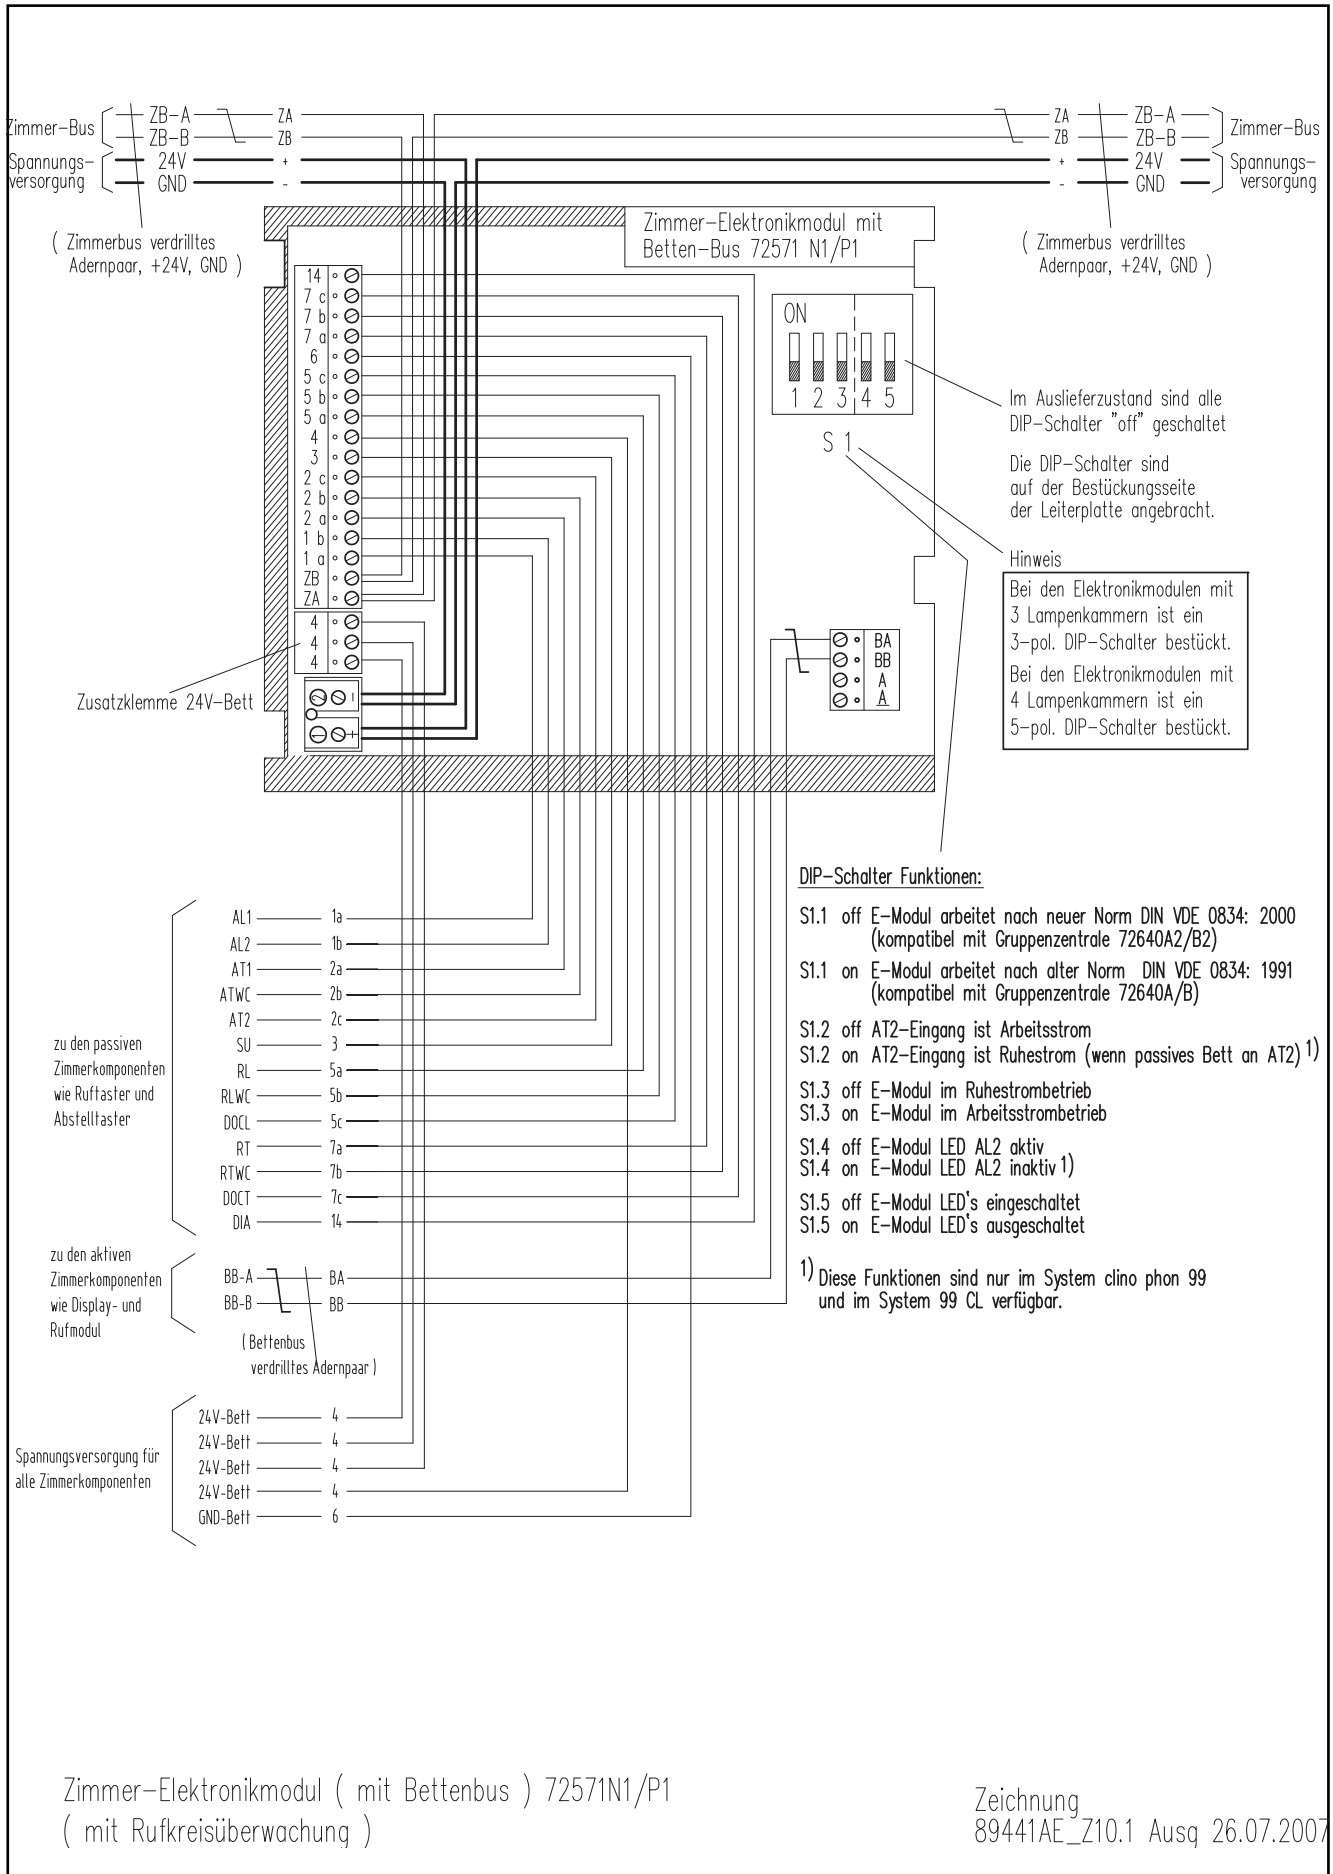 Zimmer-Bus
ZB-A
ZA
ZB-B
ZB
Spannungs-
versorgung
24V
+
GND
-
ZA
ZB-A
ZB
ZB-B
Zimmer-Bus
+
24V
-
GND
Spannungs-
versorgung
( Zimmerbus verdrilltes
Adernpaar, +24V, GND )
Zimmer-Elektronikmodul mit
Betten-Bus 72571 N1/P1
( Zimmerbus verdrilltes
Adernpaar, +24V, GND )
14
7 c
7 b
7 a
6
5 c
5 b
5 a
4
3
2 c
2 b
2 a
1 b
1 a
ZB
ZA
4
4
4
Zusatzklemme 24V-Bett
2 -
1 +
ON
1 2 3 4 5
S 1
Im Auslieferzustand sind alle
DIP-Schalter "off" geschaltet
Die DIP-Schalter sind
auf der Bestückungsseite
der Leiterplatte angebracht.
Hinweis
Bei den Elektronikmodulen mit
3 Lampenkammern ist ein
3-pol. DIP-Schalter bestückt.
Bei den Elektronikmodulen mit
4 Lampenkammern ist ein
5-pol. DIP-Schalter bestückt.
BA
BB
A
A
zu den passiven
Zimmerkomponenten
wie Ruftaster und
Abstelltaster
AL1 1a
AL2 1b
AT1 2a
ATWC 2b
AT2 2c
SU 3
RL 5a
RLWC 5b
DOCL 5c
RT 7a
RTWC 7b
DOCT 7c
DIA 14
zu den aktiven
Zimmerkomponenten
wie Display- und
Rufmodul
BB-A BA
BB-B BB
( Bettenbus
verdrilltes Adernpaar )
Spannungsversorgung für
alle Zimmerkomponenten
24V-Bett 4
24V-Bett 4
24V-Bett 4
24V-Bett 4
GND-Bett 6
DIP-Schalter Funktionen:
S1.1 off E-Modul arbeitet nach neuer Norm DIN VDE 0834: 2000
(kompatibel mit Gruppenzentrale 72640A2/B2)
S1.1 on E-Modul arbeitet nach alter Norm DIN VDE 0834: 1991
(kompatibel mit Gruppenzentrale 72640A/B)
S1.2 off AT2-Eingang ist Arbeitsstrom
S1.2 on AT2-Eingang ist Ruhestrom (wenn passives Bett an AT2) 1)
S1.3 off E-Modul im Ruhestrombetrieb
S1.3 on E-Modul im Arbeitsstrombetrieb
S1.4 off E-Modul LED AL2 aktiv
S1.4 on E-Modul LED AL2 inaktiv 1)
S1.5 off E-Modul LED's eingeschaltet
S1.5 on E-Modul LED's ausgeschaltet
1) Diese Funktionen sind nur im System clino phon 99
und im System 99 CL verfügbar.
Zimmer-Elektronikmodul ( mit Bettenbus ) 72571N1/P1
( mit Rufkreisüberwachung )
Zeichnung
89441AE_Z10.1 Ausg 26.07.2007